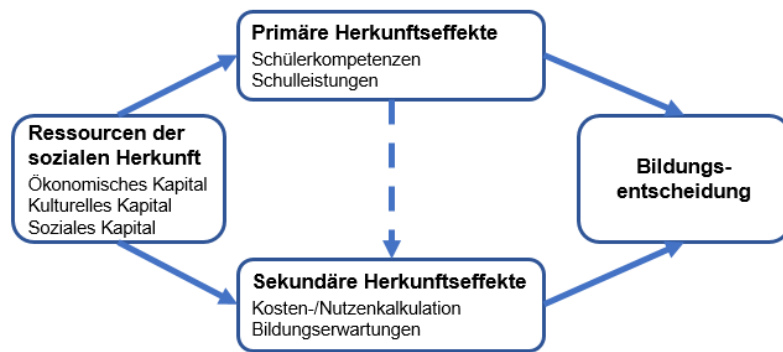 Primäre Herkunftseffekte
Schülerkompetenzen
Schulleistungen
Ressourcen der
sozialen Herkunft
Ökonomisches Kapital
Kulturelles Kapital
Soziales Kapital
Bildungs-
entscheidung
Sekundäre Herkunftseffekte
Kosten-/Nutzenkalkulation
Bildungserwartungen